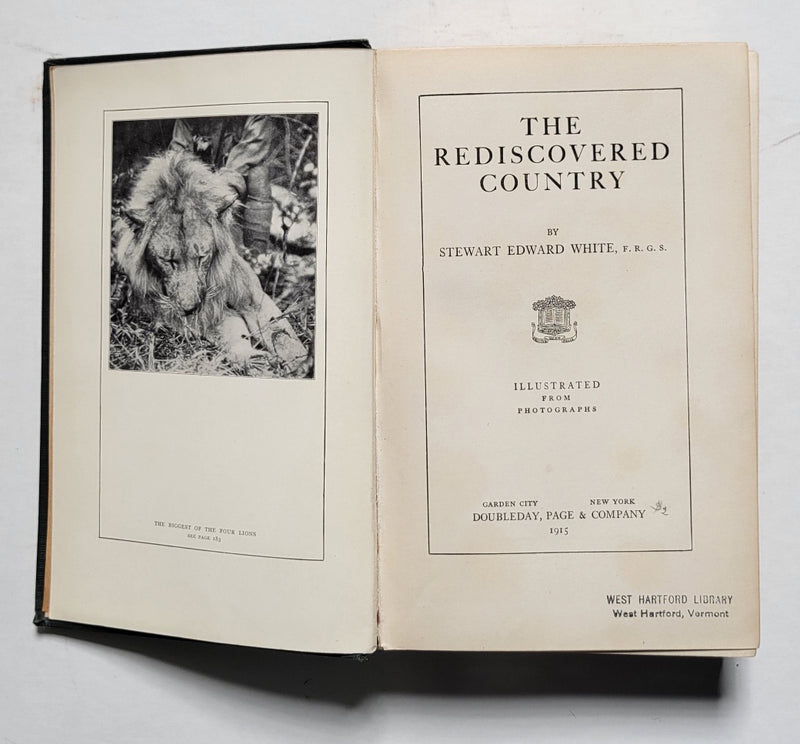 THE BIGGEST OF THE FOUR LIONS
SEE PAGE 183
THE
REDISCOVERED
COUNTRY
BY
STEWART EDWARD WHITE, F. R. G. S.
ILLUSTRATED
FROM
PHOTOGRAPHS
GARDEN CITY NEW YORK
DOUBLEDAY, PAGE & COMPANY
1915
WEST HARTFORD LIBRARY
West Hartford, Vermont